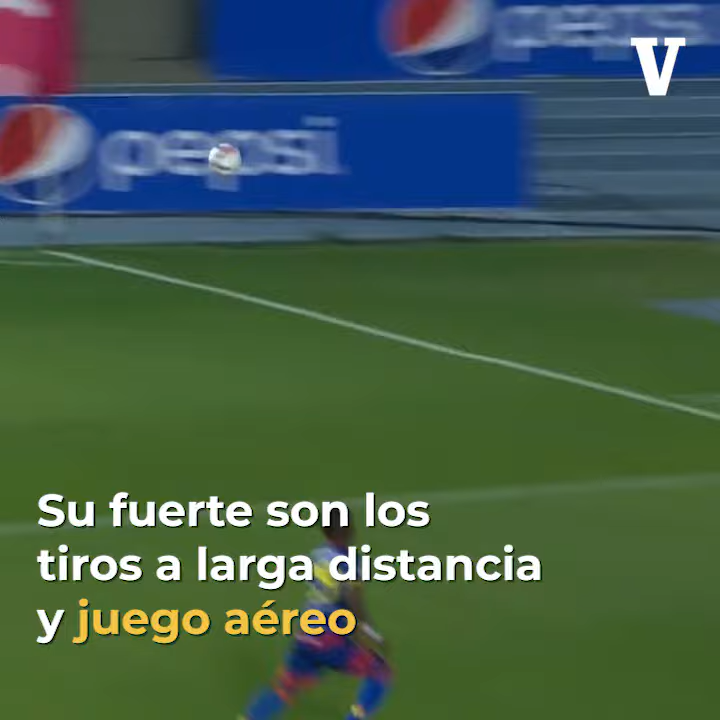 pepsi
V
pepsi
Su fuerte son los
tiros a larga distancia
y juego aéreo